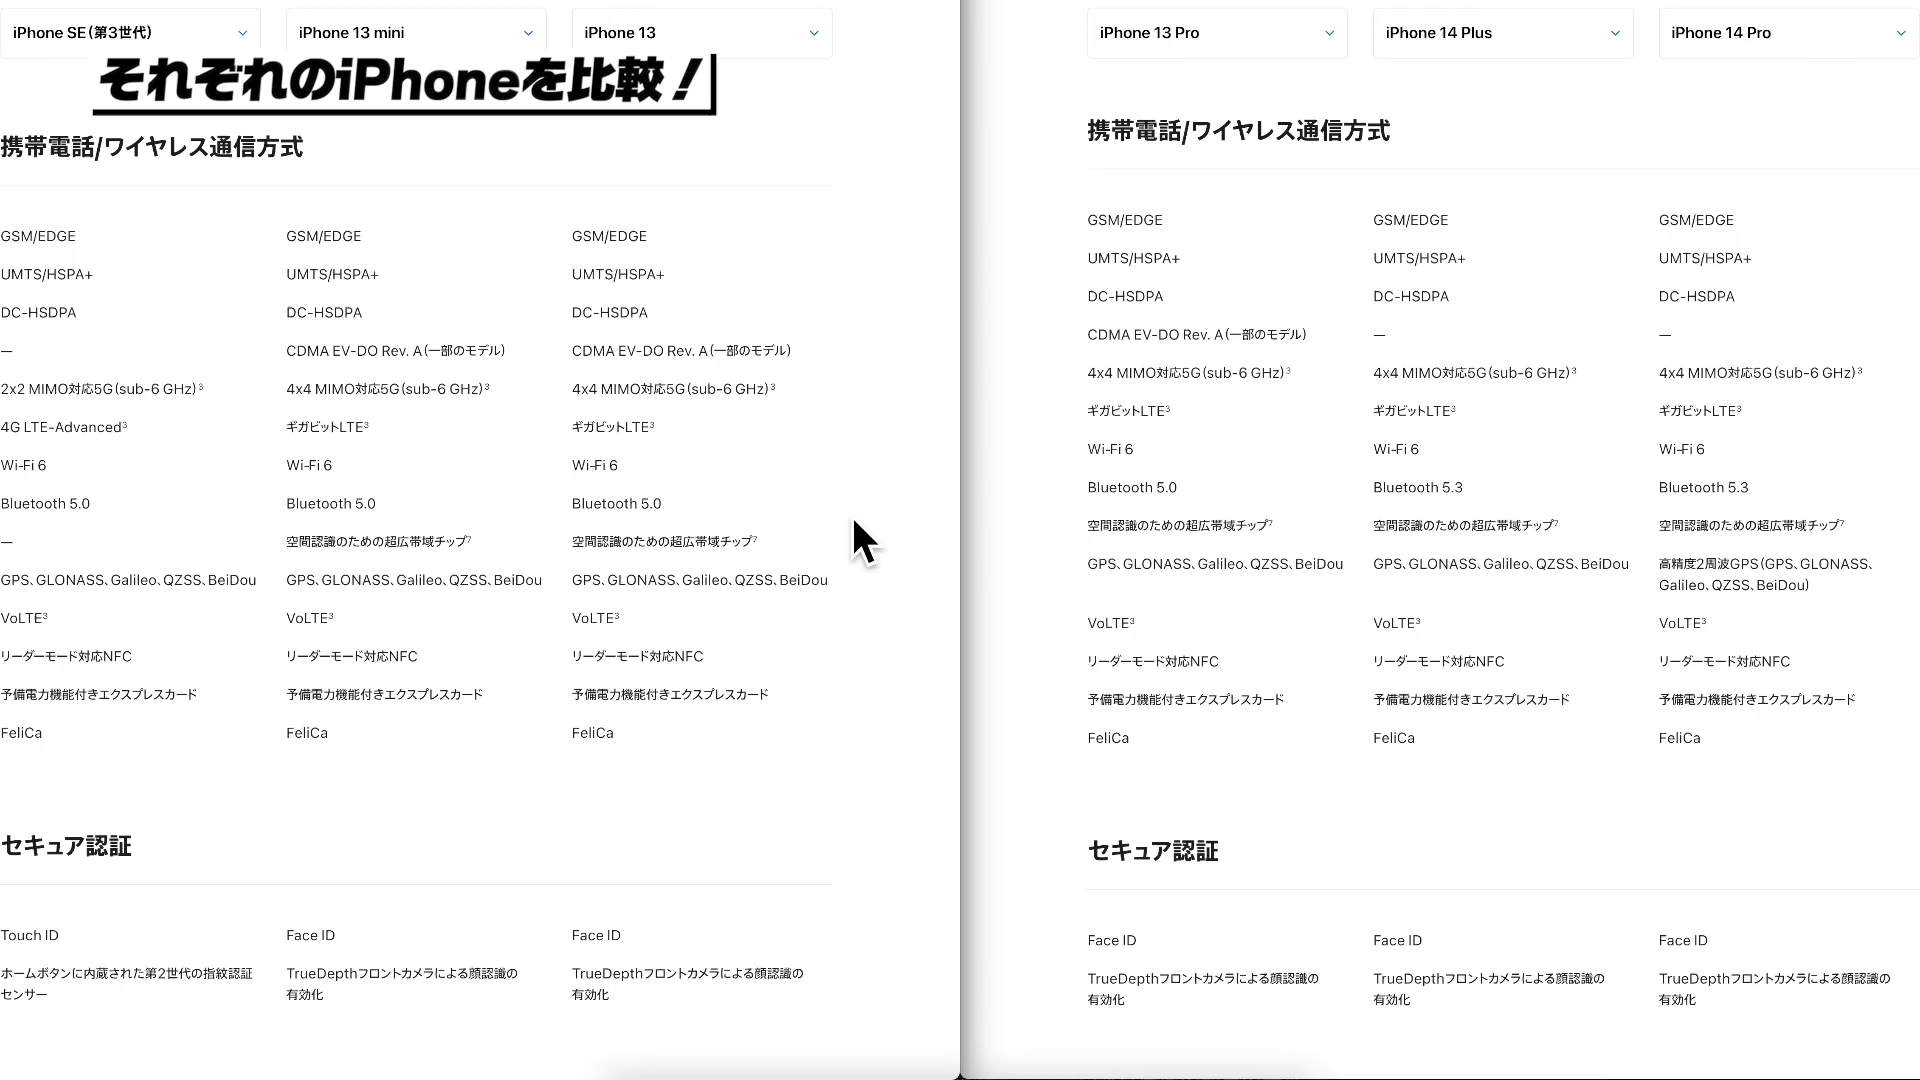 iPhone SE（第3世代）
iPhone 13 mini
iPhone 13
それぞれのiPhoneを比較！
携帯電話/ワイヤレス通信方式
GSM/EDGE
GSM/EDGE
GSM/EDGE
UMTS/HSPA+
UMTS/HSPA+
UMTS/HSPA+
DC-HSDPA
DC-HSDPA
DC-HSDPA
—
CDMA EV-DO Rev. A（一部のモデル）
CDMA EV-DO Rev. A（一部のモデル）
2x2 MIMO対応5G（sub-6 GHz）³
4x4 MIMO対応5G（sub-6 GHz）³
4x4 MIMO対応5G（sub-6 GHz）³
4G LTE-Advanced³
ギガビットLTE³
ギガビットLTE³
Wi-Fi 6
Wi-Fi 6
Wi-Fi 6
Bluetooth 5.0
Bluetooth 5.0
Bluetooth 5.0
—
空間認識のための超広帯域チップ⁷
空間認識のための超広帯域チップ⁷
GPS、GLONASS、Galileo、QZSS、BeiDou
GPS、GLONASS、Galileo、QZSS、BeiDou
GPS、GLONASS、Galileo、QZSS、BeiDou
VoLTE³
VoLTE³
VoLTE³
リーダーモード対応NFC
リーダーモード対応NFC
リーダーモード対応NFC
予備電力機能付きエクスプレスカード
予備電力機能付きエクスプレスカード
予備電力機能付きエクスプレスカード
FeliCa
FeliCa
FeliCa
セキュア認証
Touch ID
Face ID
Face ID
ホームボタンに内蔵された第2世代の指紋認証
センサー
TrueDepthフロントカメラによる顔認識の
有効化
TrueDepthフロントカメラによる顔認識の
有効化
iPhone 13 Pro
iPhone 14 Plus
iPhone 14 Pro
携帯電話/ワイヤレス通信方式
GSM/EDGE
GSM/EDGE
GSM/EDGE
UMTS/HSPA+
UMTS/HSPA+
UMTS/HSPA+
DC-HSDPA
DC-HSDPA
DC-HSDPA
CDMA EV-DO Rev. A（一部のモデル）
—
—
4x4 MIMO対応5G（sub-6 GHz）³
4x4 MIMO対応5G（sub-6 GHz）³
4x4 MIMO対応5G（sub-6 GHz）³
ギガビットLTE³
ギガビットLTE³
ギガビットLTE³
Wi-Fi 6
Wi-Fi 6
Wi-Fi 6
Bluetooth 5.0
Bluetooth 5.3
Bluetooth 5.3
空間認識のための超広帯域チップ⁷
空間認識のための超広帯域チップ⁷
空間認識のための超広帯域チップ⁷
GPS、GLONASS、Galileo、QZSS、BeiDou
GPS、GLONASS、Galileo、QZSS、BeiDou
高精度2周波GPS（GPS、GLONASS、
Galileo、QZSS、BeiDou）
VoLTE³
VoLTE³
VoLTE³
リーダーモード対応NFC
リーダーモード対応NFC
リーダーモード対応NFC
予備電力機能付きエクスプレスカード
予備電力機能付きエクスプレスカード
予備電力機能付きエクスプレスカード
FeliCa
FeliCa
FeliCa
セキュア認証
Face ID
Face ID
Face ID
TrueDepthフロントカメラによる顔認識の
有効化
TrueDepthフロントカメラによる顔認識の
有効化
TrueDepthフロントカメラによる顔認識の
有効化